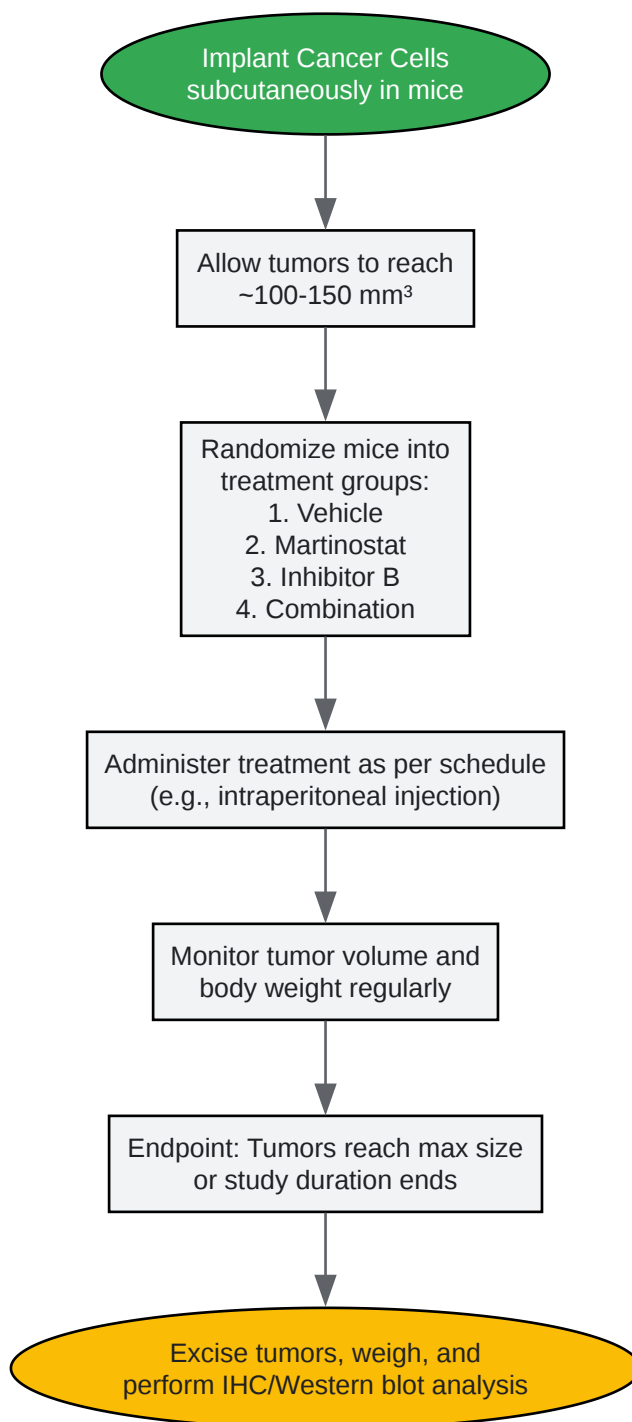 Implant Cancer Cells
subcutaneously in mice
Allow tumors to reach
~100-150 mm³
Randomize mice into
treatment groups:
1. Vehicle
2. Martinostat
3. Inhibitor B
4. Combination
Administer treatment as per schedule
(e.g., intraperitoneal injection)
Monitor tumor volume and
body weight regularly
Endpoint: Tumors reach max size
or study duration ends
Excise tumors, weigh, and
perform IHC/Western blot analysis